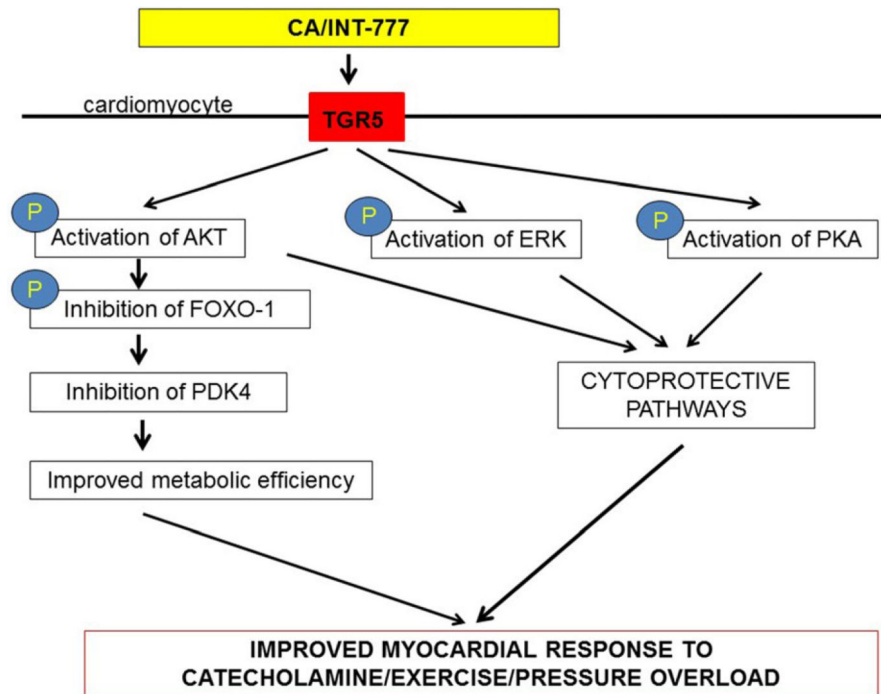 CA/INT-777
cardiomyocyte
TGR5
P
Activation of AKT
P
Activation of ERK
P
Activation of PKA
P
Inhibition of FOXO-1
Inhibition of PDK4
CYTOPROTECTIVE
PATHWAYS
Improved metabolic efficiency
IMPROVED MYOCARDIAL RESPONSE TO
CATECHOLAMINE/EXERCISE/PRESSURE OVERLOAD